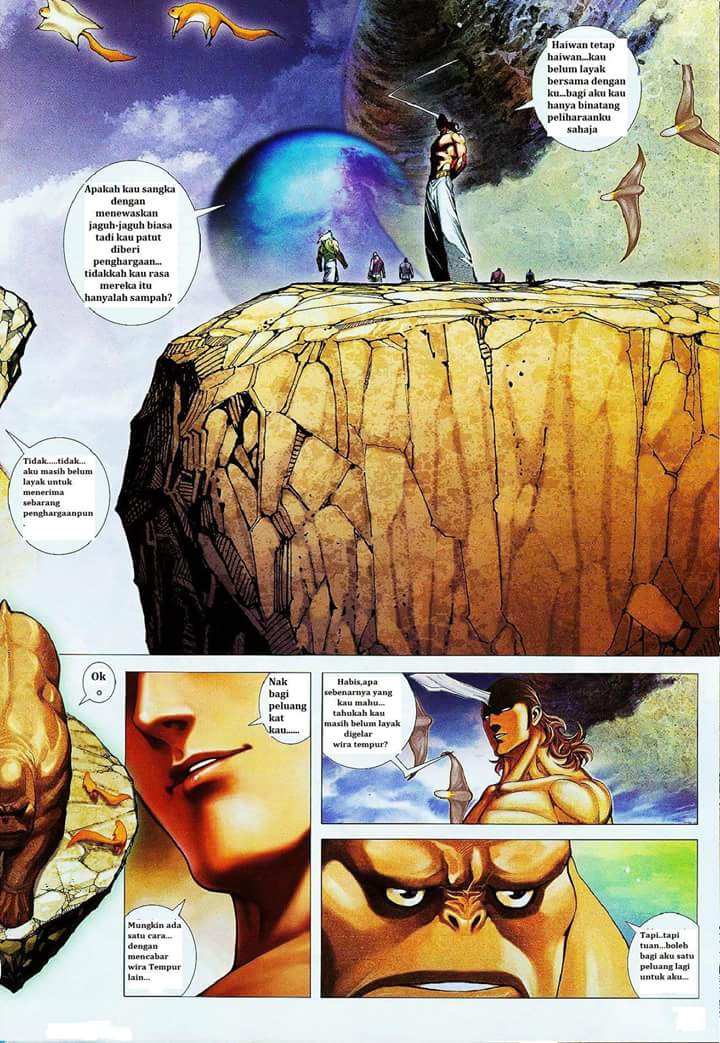 Haiwan tetap
haiwan...kau
belum layak
bersama dengan
ku...bagi aku kau
hanya binatang
peliharaanku
sahaja
Apakah kau sangka
dengan
menewaskan
jaguh-jaguh biasa
tadi kau patut
diberi
penghargaan...
tidakkah kau rasa
mereka itu
hanyalah sampah?
Tidak.....tidak...
aku masih belum
layak untuk
menerima
sebarang
penghargaanpun
.
Habis,apa
sebenarnya yang
kau mahu...
tahukah kau
masih belum layak
digelar
wira tempur?
Tapi..tapi
tuan...boleh
bagi aku satu
peluang lagi
untuk aku...
Nak
bagi
peluang
kat
kau......
Mungkin ada
satu cara...
dengan
mencabar
wira Tempur
lain...
Ok